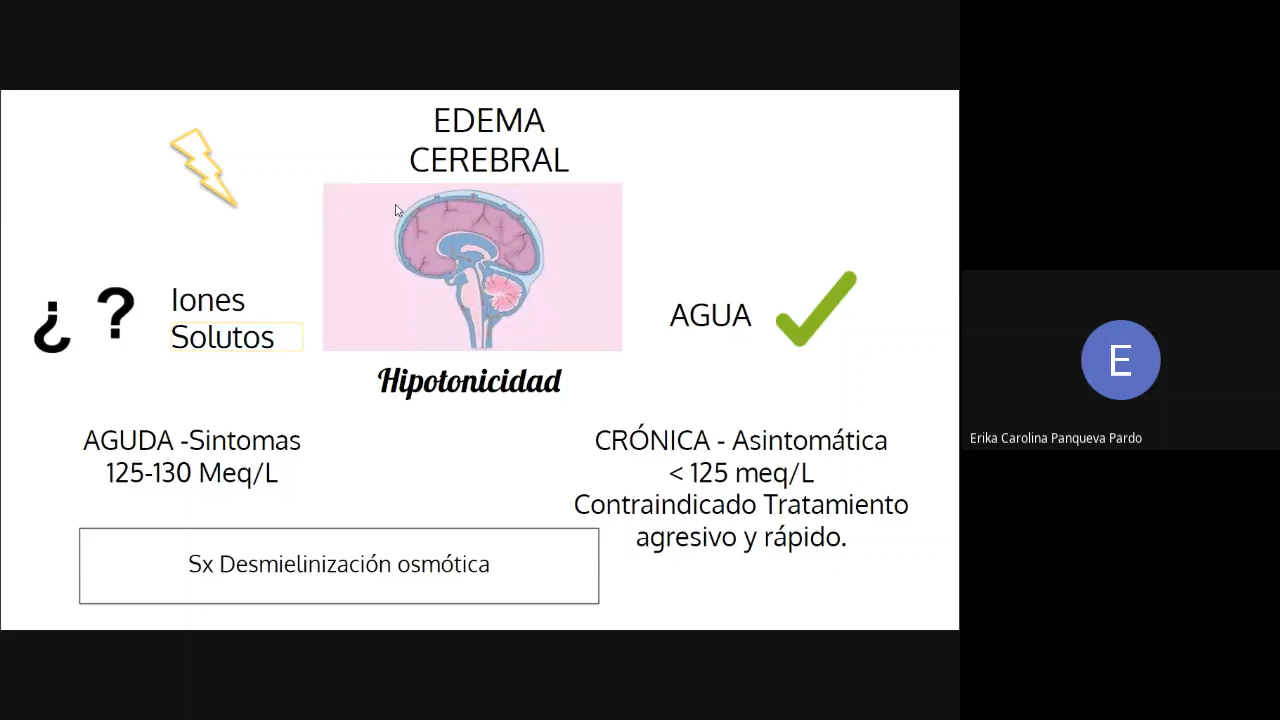 EDEMA
CEREBRAL
¿ ?
Iones
Solutos
AGUA
Hipotonicidad
AGUDA -Sintomas
125-130 Meq/L
CRÓNICA - Asintomática
< 125 meq/L
Contraindicado Tratamiento
agresivo y rápido.
Sx Desmielinización osmótica
E
Erika Carolina Panqueva Pardo